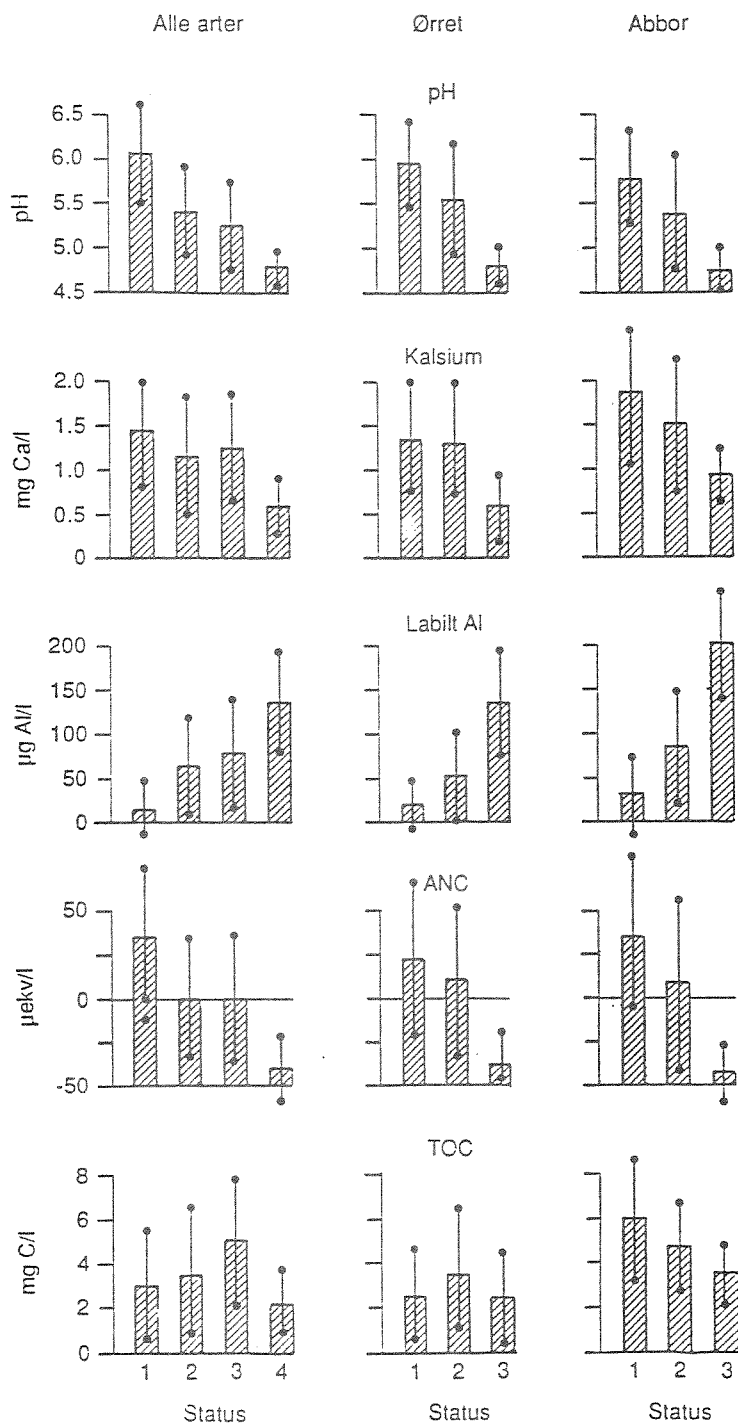 Alle arter Ørret Abbor
pH
6.5
6.0
5.5
5.0
4.5
pH
Kalsium
2.0
1.5
1.0
0.5
0
mg Ca/l
Labilt Al
200
150
100
50
0
µg Al/l
ANC
50
0
-50
µekv/l
TOC
8
6
4
2
0
mg C/l
1 2 3 4 1 2 3 1 2 3
Status Status Status